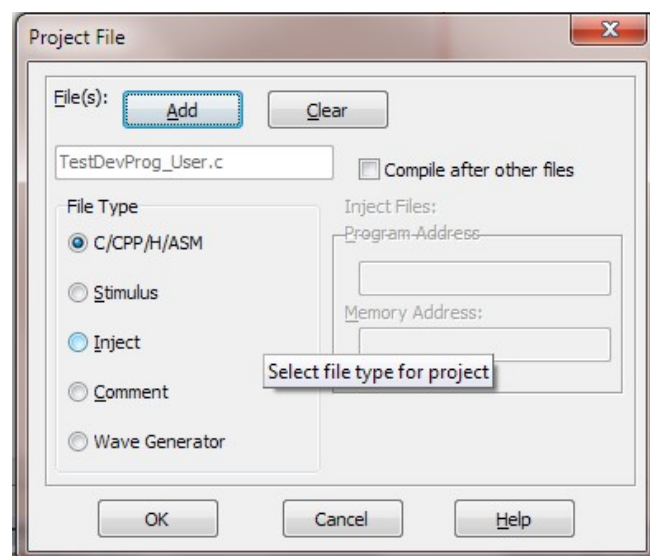 Project File
File(s): Add Clear
TestDevProg_User.c
Compile after other files
File Type
Inject Files:
C/CPP/H/ASM
Program Address
Stimulus
Memory Address:
Inject
Select file type for project
Comment
Wave Generator
OK Cancel Help